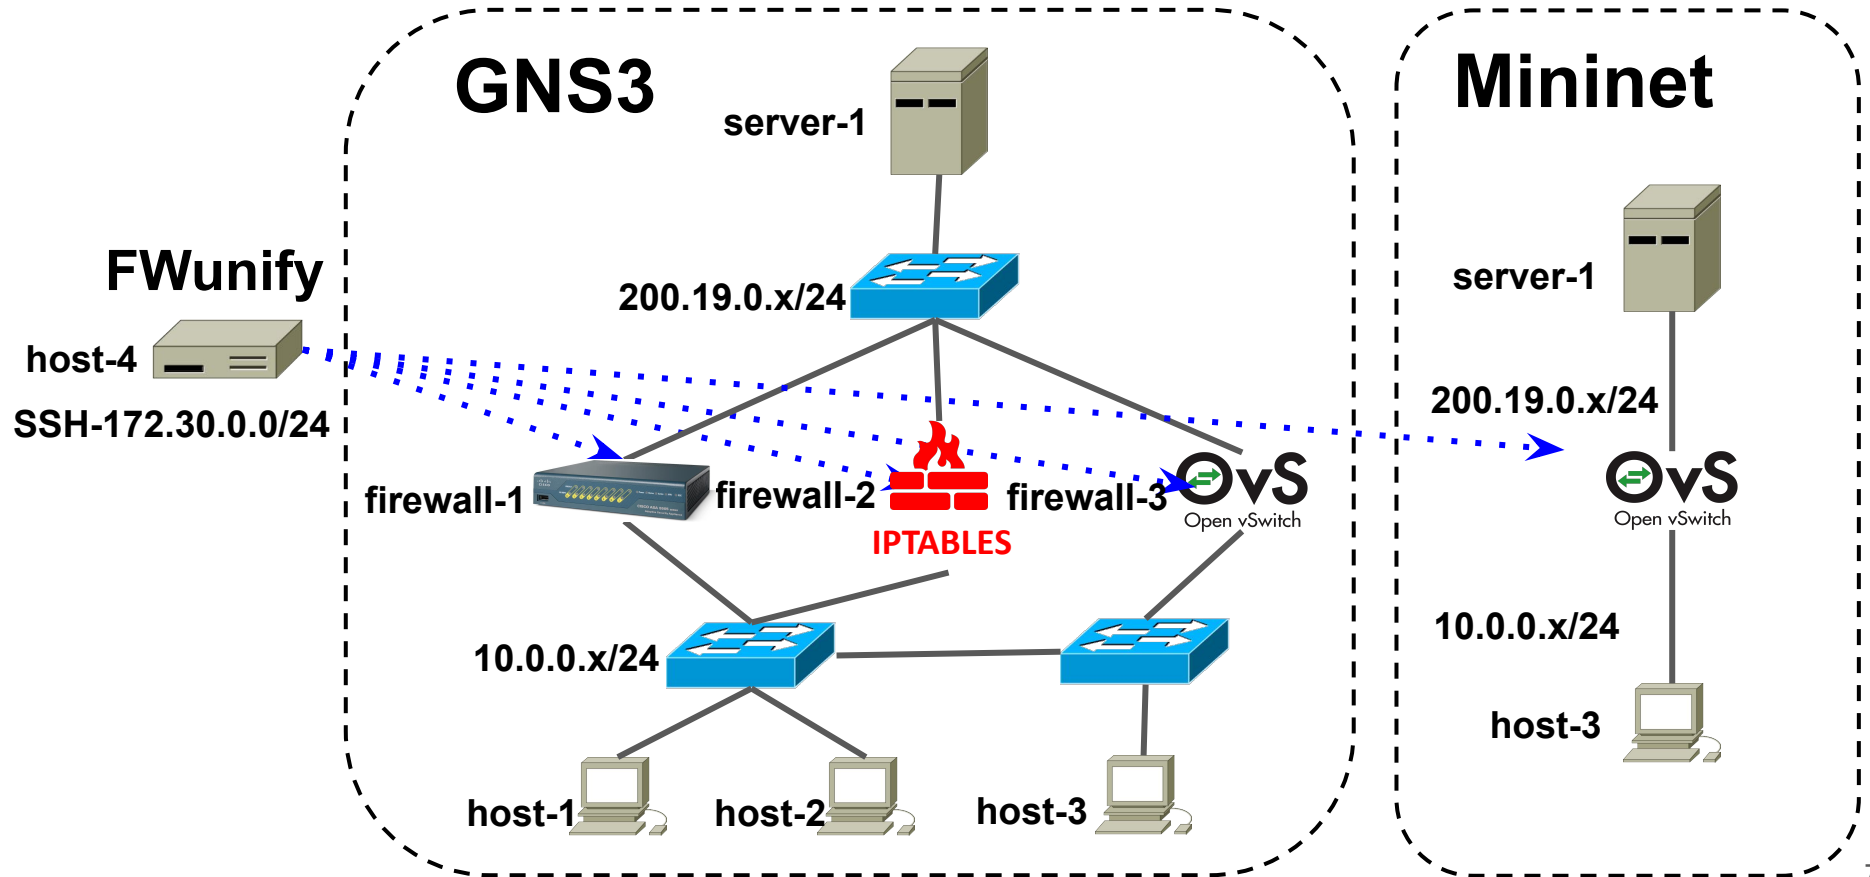 GNS3
Mininet
server-1
server-1
FWunify
200.19.0.x/24
host-4
SSH-172.30.0.0/24
200.19.0.x/24
firewall-1
firewall-2
firewall-3
OvS
Open vSwitch
OvS
Open vSwitch
IPTABLES
10.0.0.x/24
10.0.0.x/24
host-3
host-1
host-2
host-3